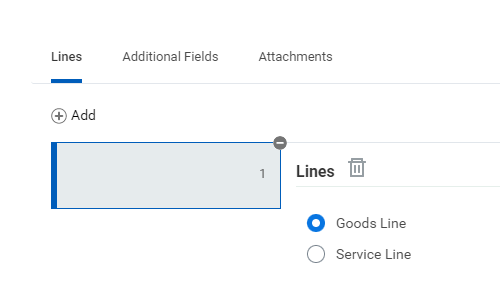 Lines Additional Fields Attachments
Add
1
Lines
Goods Line
Service Line